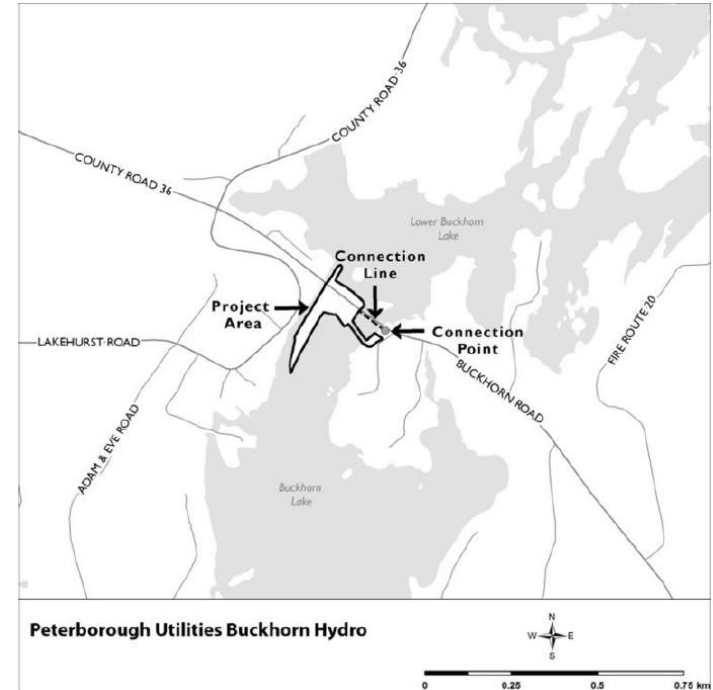 COUNTY ROAD 36
COUNTY ROAD 36
Lower Buckhorn
Lake
Connection
Line
Project
Area
Connection
Point
FIRE ROUTE 20
LAKEHURST ROAD
BUCKHORN ROAD
ADAM & EVE ROAD
Buckhorn
Lake
Peterborough Utilities Buckhorn Hydro
N
W E
S
0 0.25 0.5 0.75 km